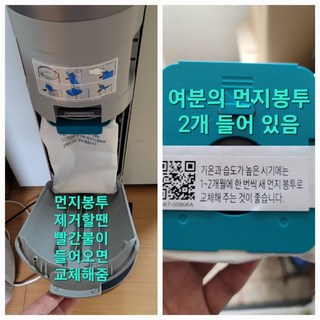 먼지봉투
제거할땐
빨간불이
들어오면
교체해줌
여분의 먼지봉투
2개 들어 있음
기온과 습도가 높은 시기에는
1~2개월에 한 번씩 새 먼지 봉투로
교체해 주는 것이 좋습니다.